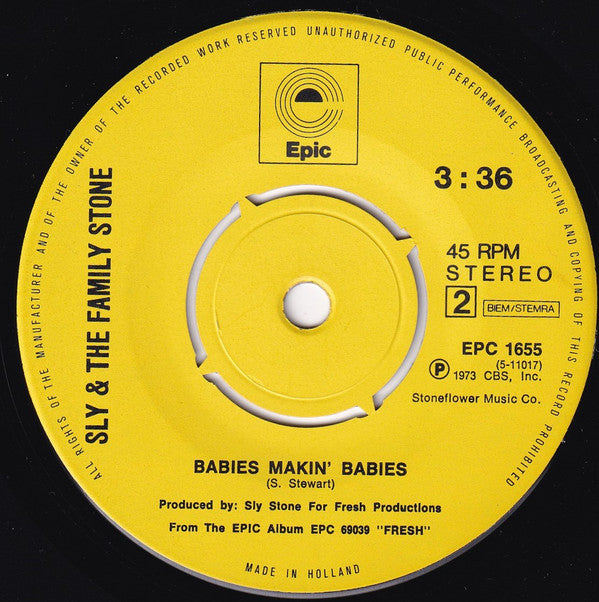 ALL RIGHTS OF THE MANUFACTURER AND OF THE OWNER OF THE RECORDED WORK RESERVED UNAUTHORIZED PUBLIC PERFORMANCE BROADCASTING AND COPYING OF THIS RECORD PROHIBITED
Epic
SLY & THE FAMILY STONE
3:36
45 RPM
STEREO
2 BIEM/STEMRA
EPC 1655
(5-11017)
℗ 1973 CBS, Inc.
Stoneflower Music Co.
BABIES MAKIN' BABIES
(S. Stewart)
Produced by: Sly Stone For Fresh Productions
From The EPIC Album EPC 69039 "FRESH"
MADE IN HOLLAND